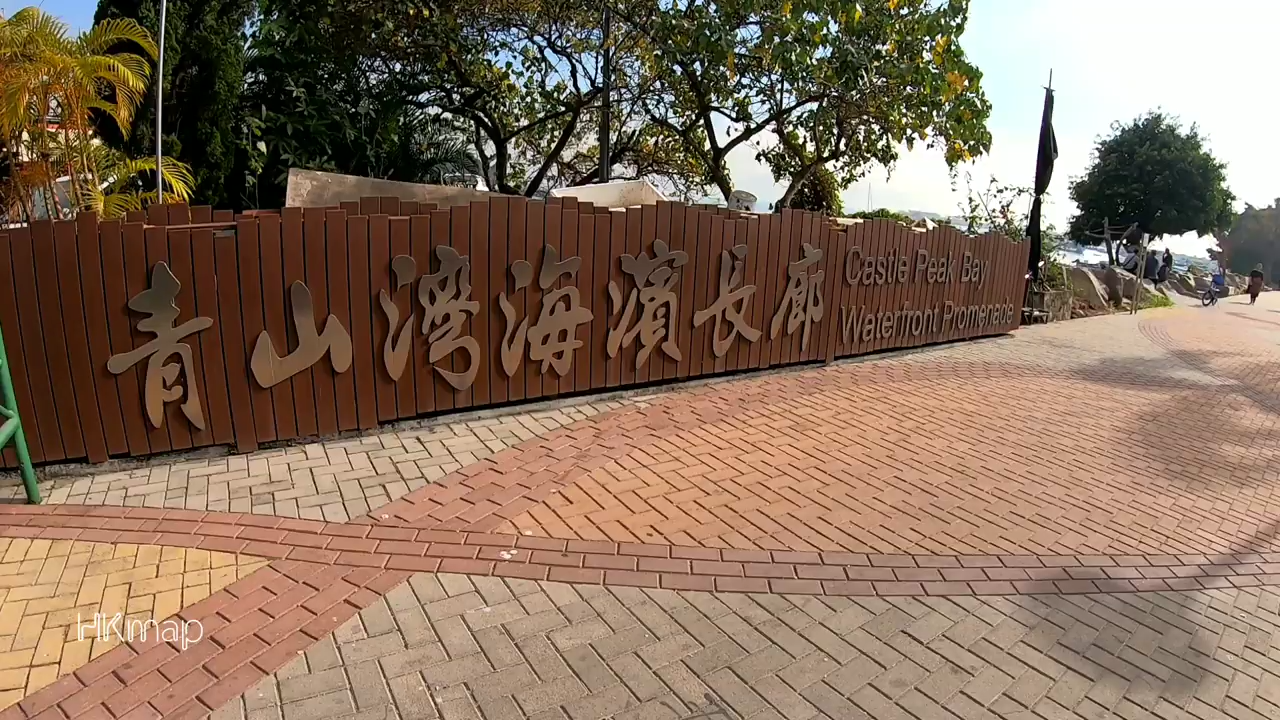 青山灣海濱長廊
Castle Peak Bay
Waterfront Promenade
HKmap